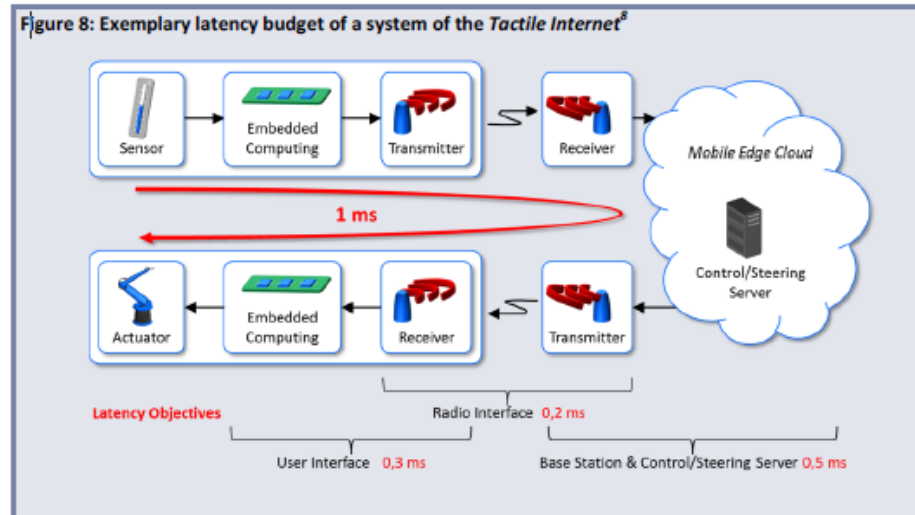 Figure 8: Exemplary latency budget of a system of the Tactile Internet8
Sensor
Embedded
Computing
Transmitter
Receiver
Mobile Edge Cloud
1 ms
Control/Steering
Server
Actuator
Embedded
Computing
Receiver
Transmitter
Latency Objectives
Radio Interface 0,2 ms
User Interface 0,3 ms
Base Station & Control/Steering Server 0,5 ms